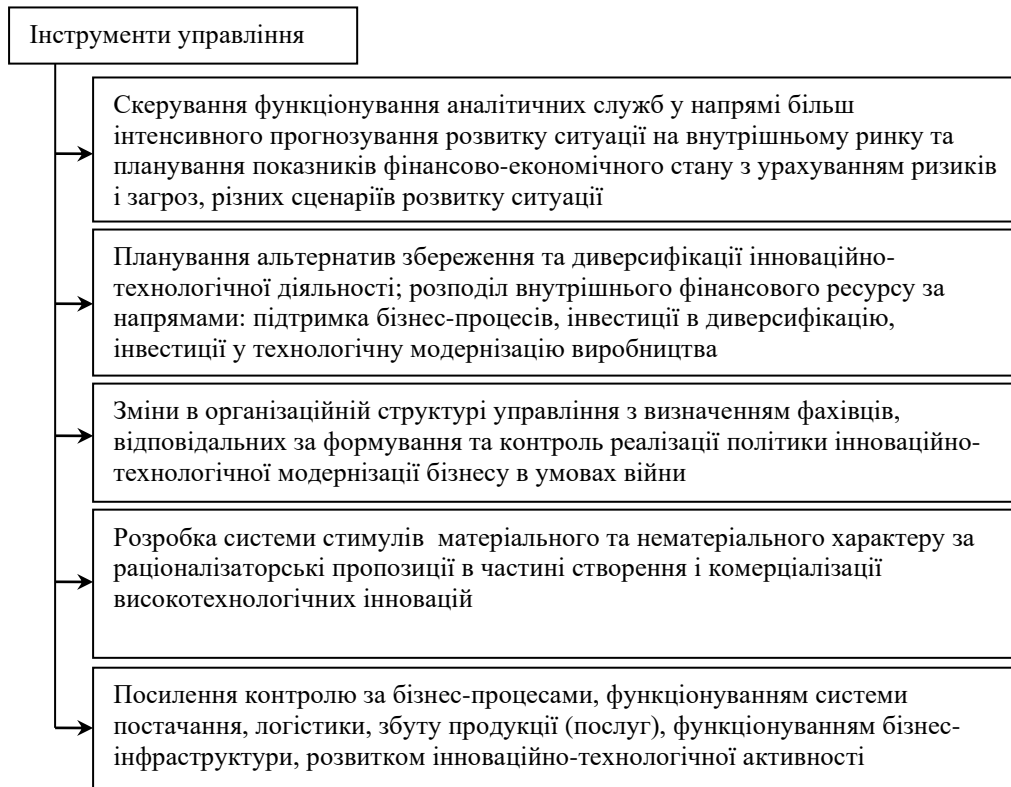 Інструменти управління
Скерування функціонування аналітичних служб у напрямі більш
інтенсивного прогнозування розвитку ситуації на внутрішньому ринку та
планування показників фінансово-економічного стану з урахуванням ризиків
і загроз, різних сценаріїв розвитку ситуації
Планування альтернатив збереження та диверсифікації інноваційно-
технологічної діяльності; розподіл внутрішнього фінансового ресурсу за
напрямами: підтримка бізнес-процесів, інвестиції в диверсифікацію,
інвестиції у технологічну модернізацію виробництва
Зміни в організаційній структурі управління з визначенням фахівців,
відповідальних за формування та контроль реалізації політики інноваційно-
технологічної модернізації бізнесу в умовах війни
Розробка системи стимулів  матеріального та нематеріального характеру за
раціоналізаторські пропозиції в частині створення і комерціалізації
високотехнологічних інновацій
Посилення контролю за бізнес-процесами, функціонуванням системи
постачання, логістики, збуту продукції (послуг), функціонуванням бізнес-
інфраструктури, розвитком інноваційно-технологічної активності